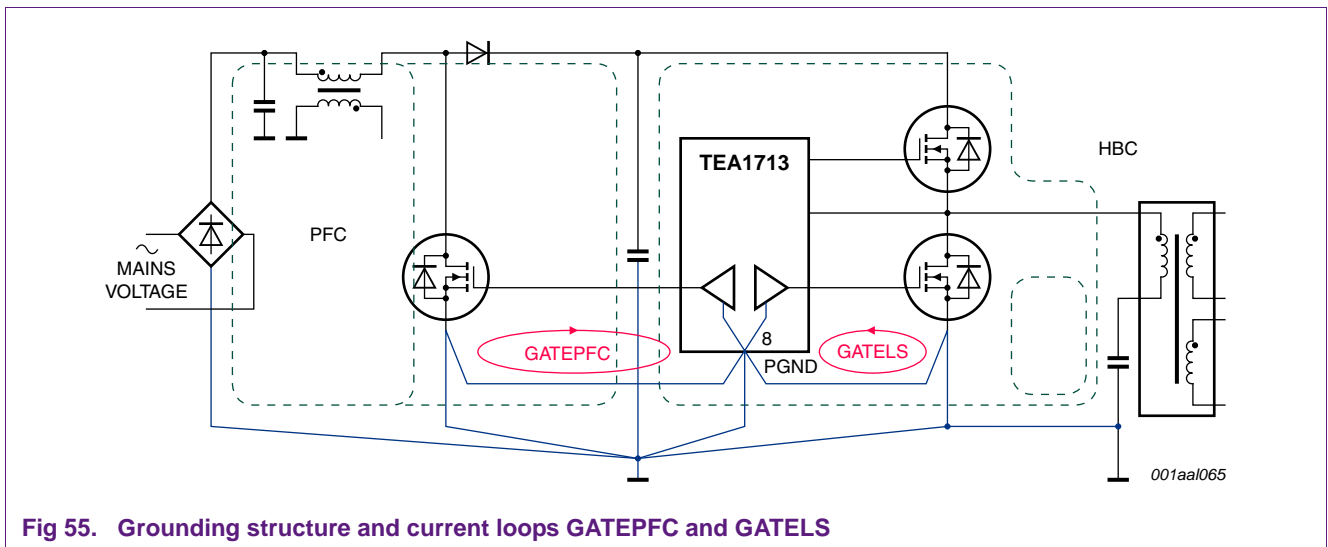 TEA1713
HBC
PFC
MAINS
VOLTAGE
GATEPFC
8
GATELS
PGND
001aal065
Fig 55. Grounding structure and current loops GATEPFC and GATELS